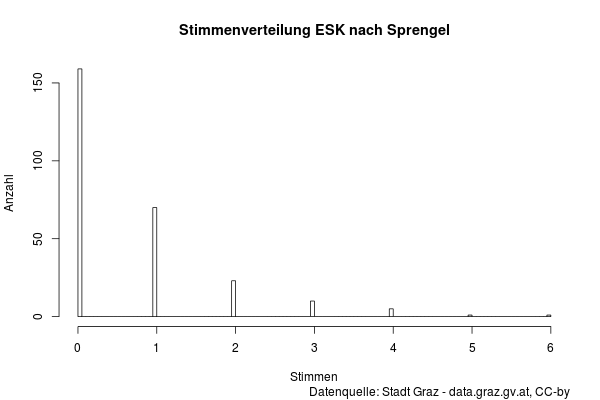 Stimmenverteilung ESK nach Sprengel
Anzahl
150
100
50
0
0 1 2 3 4 5 6
Stimmen
Datenquelle: Stadt Graz - data.graz.gv.at, CC-by